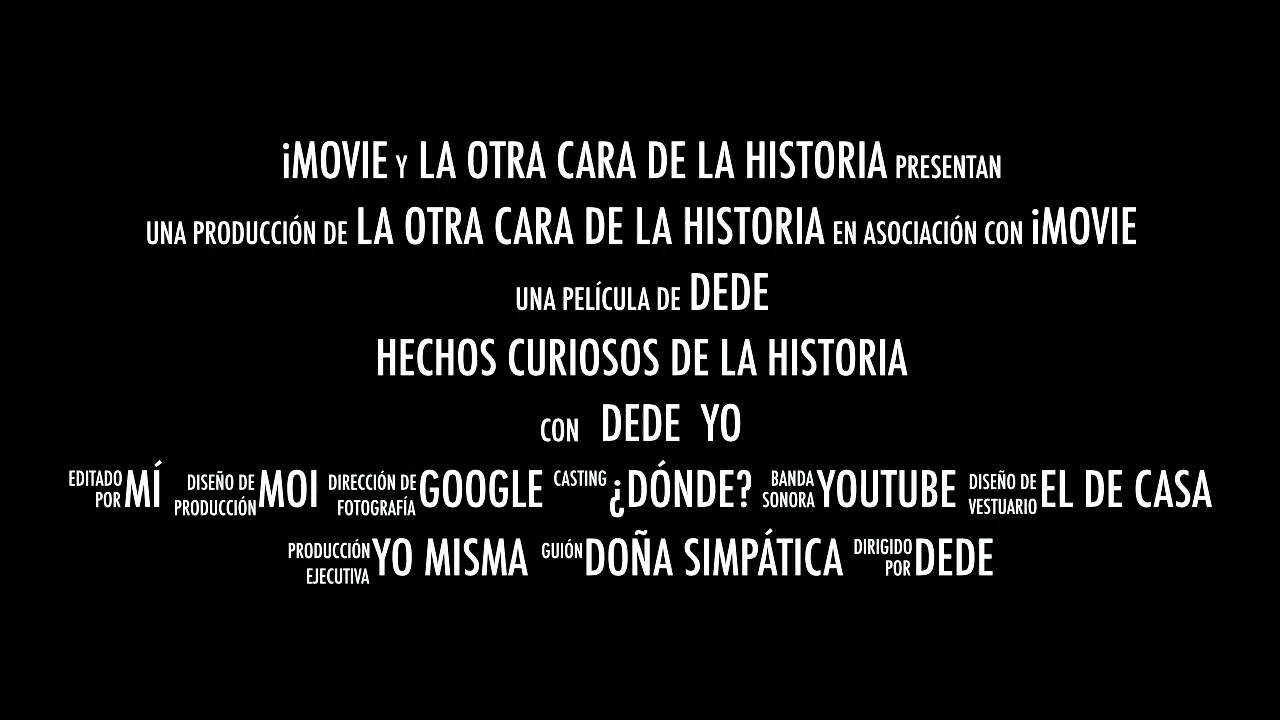 iMOVIE Y LA OTRA CARA DE LA HISTORIA PRESENTAN
UNA PRODUCCIÓN DE LA OTRA CARA DE LA HISTORIA EN ASOCIACIÓN CON iMOVIE
UNA PELÍCULA DE DEDE
HECHOS CURIOSOS DE LA HISTORIA
CON DEDE YO
EDITADO POR MÍ DISEÑO DE PRODUCCIÓN MOI DIRECCIÓN DE FOTOGRAFÍA GOOGLE CASTING ¿DÓNDE? BANDA SONORA YOUTUBE DISEÑO DE VESTUARIO EL DE CASA
PRODUCCIÓN EJECUTIVA YO MISMA GUIÓN DOÑA SIMPÁTICA DIRIGIDO POR DEDE